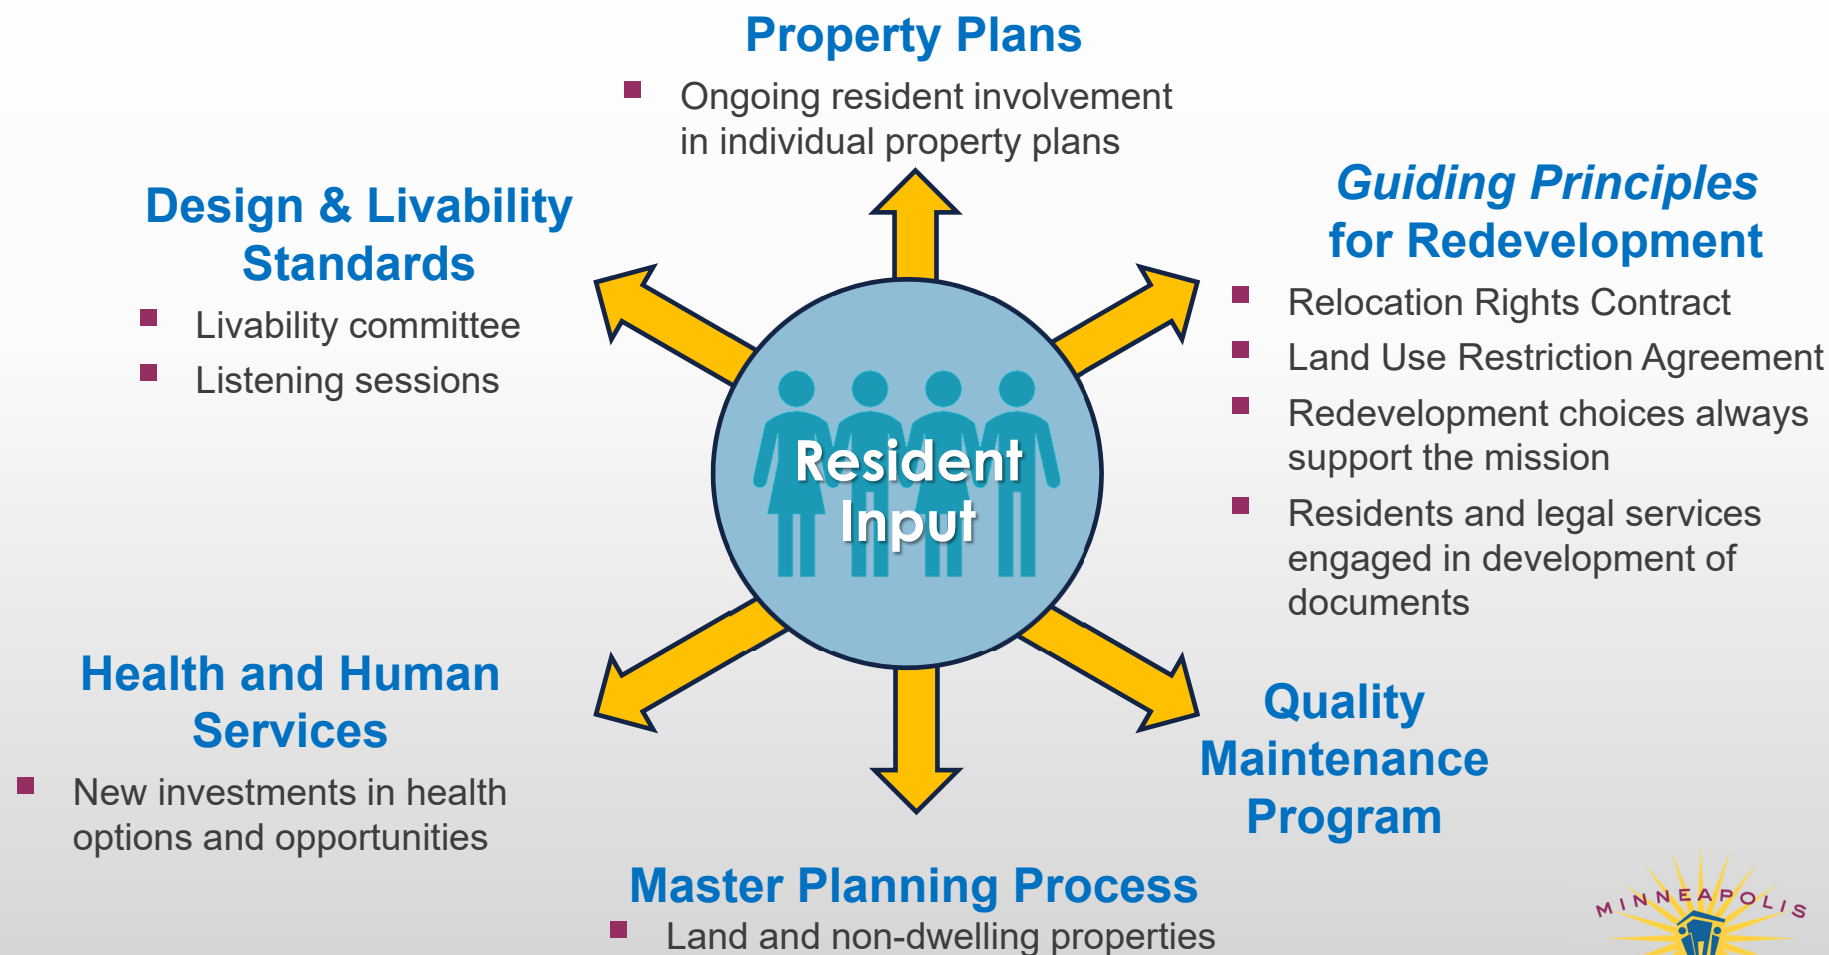 Property Plans
Ongoing resident involvement
in individual property plans
Design & Livability
Standards
Livability committee
Listening sessions
Guiding Principles
for Redevelopment
Relocation Rights Contract
Land Use Restriction Agreement
Redevelopment choices always
support the mission
Residents and legal services
engaged in development of
documents
Resident
Input
Health and Human
Services
New investments in health
options and opportunities
Quality
Maintenance
Program
Master Planning Process
Land and non-dwelling properties
MINNEAPOLIS